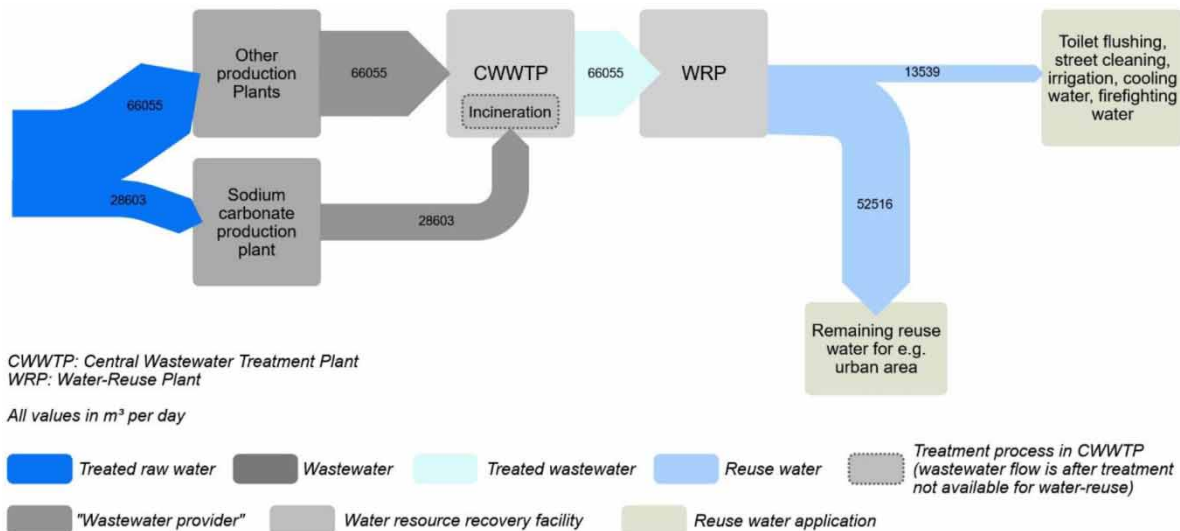 Other
production
Plants
66055
CWWTP
Incineration
66055
WRP
13539
Toilet flushing,
street cleaning,
irrigation, cooling
water, firefighting
water
66055
28603
Sodium
carbonate
production
plant
28603
52516
Remaining reuse
water for e.g.
urban area
CWWTP: Central Wastewater Treatment Plant
WRP: Water-Reuse Plant
All values in m³ per day
Treated raw water
Wastewater
Treated wastewater
Reuse water
Treatment process in CWWTP
(wastewater flow is after treatment
not available for water-reuse)
"Wastewater provider"
Water resource recovery facility
Reuse water application